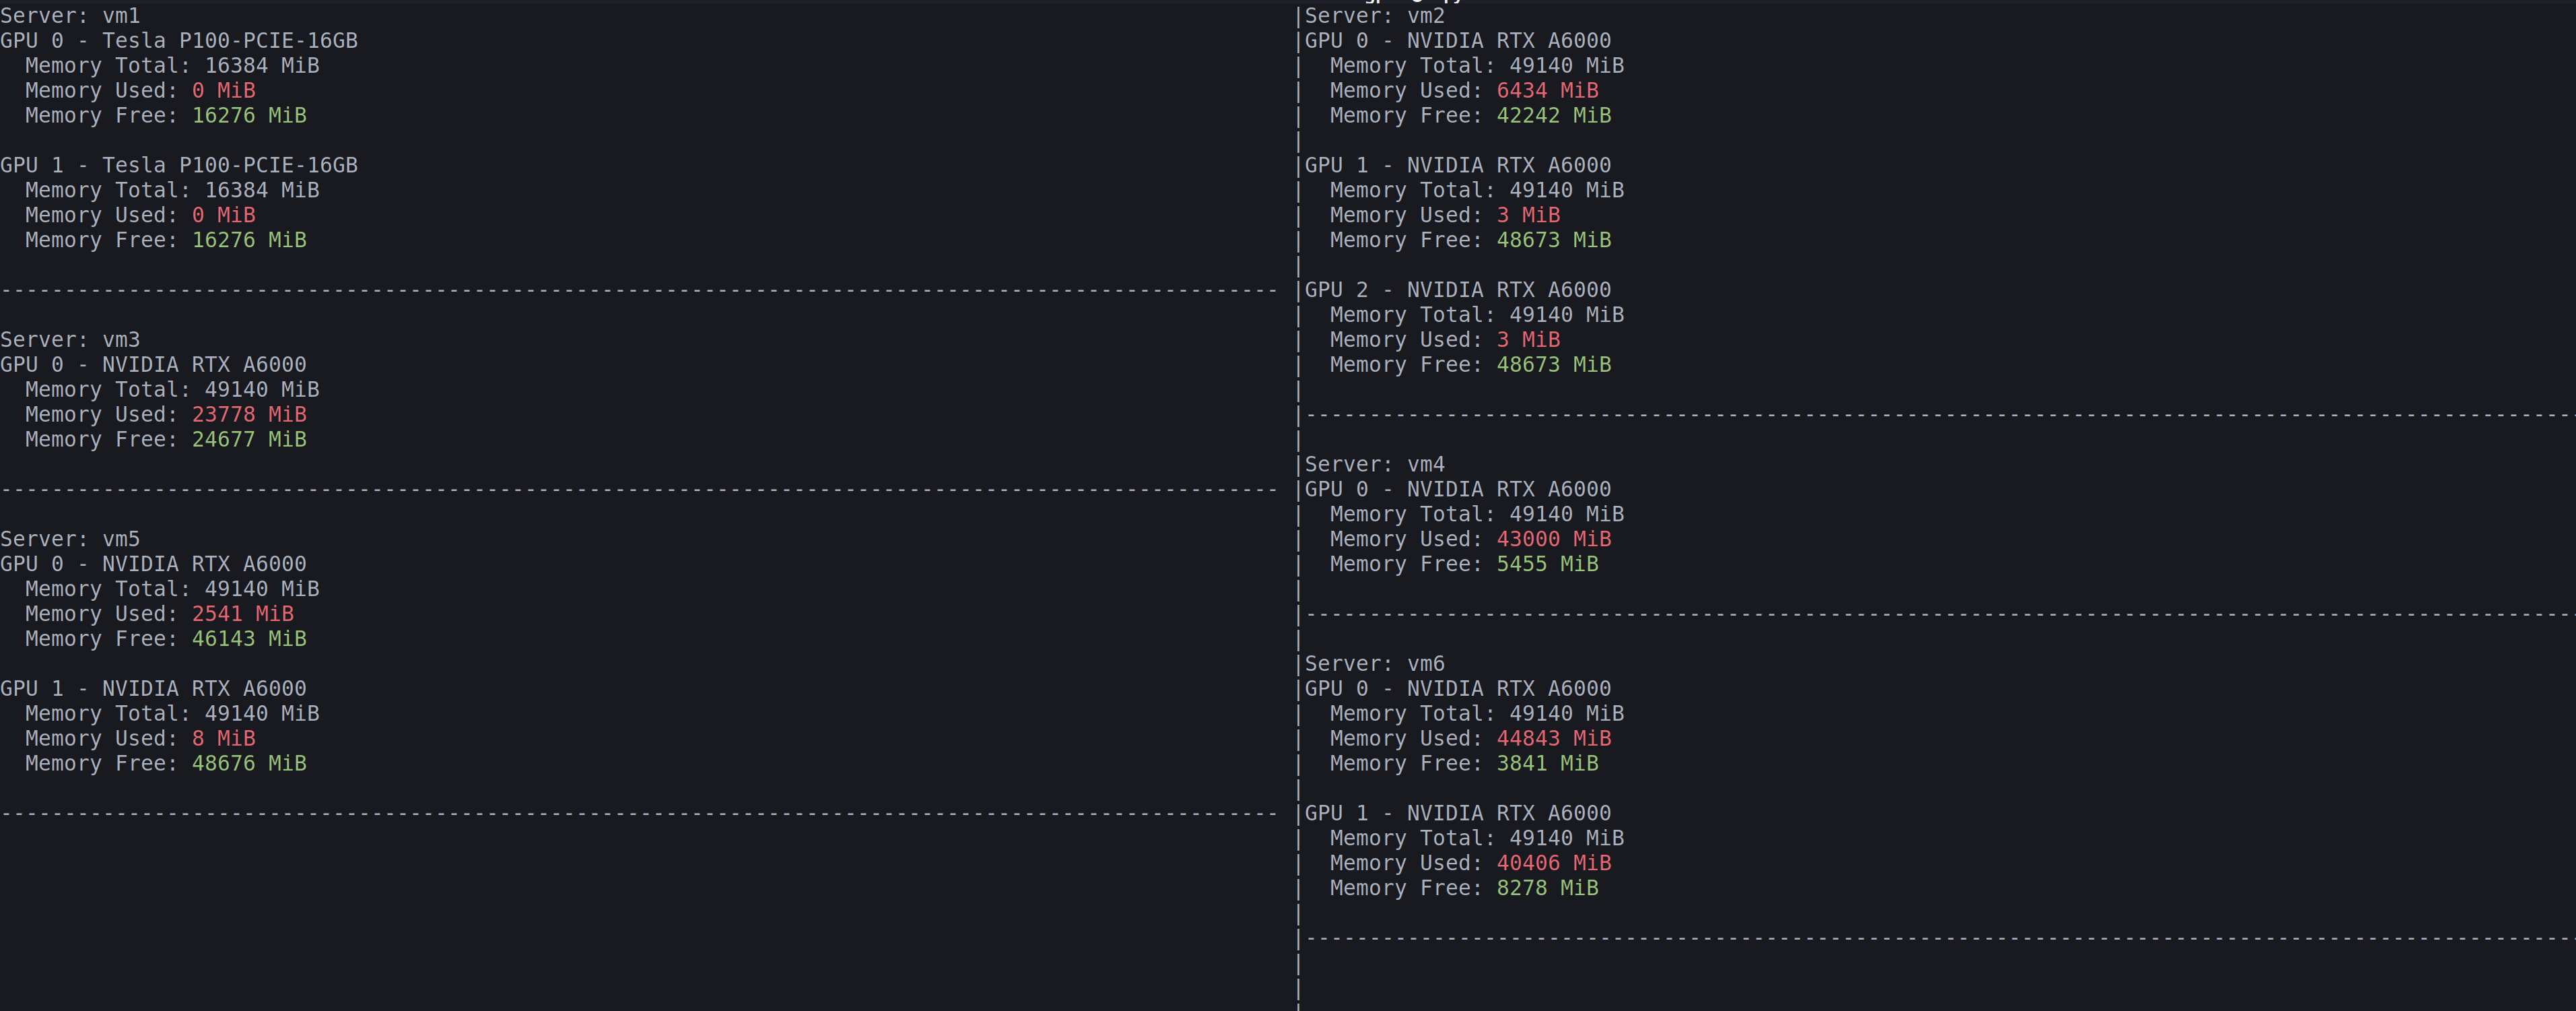 Server: vm1
GPU 0 - Tesla P100-PCIE-16GB
  Memory Total: 16384 MiB
  Memory Used: 0 MiB
  Memory Free: 16276 MiB

GPU 1 - Tesla P100-PCIE-16GB
  Memory Total: 16384 MiB
  Memory Used: 0 MiB
  Memory Free: 16276 MiB

Server: vm3
GPU 0 - NVIDIA RTX A6000
  Memory Total: 49140 MiB
  Memory Used: 23778 MiB
  Memory Free: 24677 MiB

Server: vm5
GPU 0 - NVIDIA RTX A6000
  Memory Total: 49140 MiB
  Memory Used: 2541 MiB
  Memory Free: 46143 MiB

GPU 1 - NVIDIA RTX A6000
  Memory Total: 49140 MiB
  Memory Used: 8 MiB
  Memory Free: 48676 MiB

Server: vm2
GPU 0 - NVIDIA RTX A6000
  Memory Total: 49140 MiB
  Memory Used: 6434 MiB
  Memory Free: 42242 MiB

GPU 1 - NVIDIA RTX A6000
  Memory Total: 49140 MiB
  Memory Used: 3 MiB
  Memory Free: 48673 MiB

GPU 2 - NVIDIA RTX A6000
  Memory Total: 49140 MiB
  Memory Used: 3 MiB
  Memory Free: 48673 MiB

Server: vm4
GPU 0 - NVIDIA RTX A6000
  Memory Total: 49140 MiB
  Memory Used: 43000 MiB
  Memory Free: 5455 MiB

Server: vm6
GPU 0 - NVIDIA RTX A6000
  Memory Total: 49140 MiB
  Memory Used: 44843 MiB
  Memory Free: 3841 MiB

GPU 1 - NVIDIA RTX A6000
  Memory Total: 49140 MiB
  Memory Used: 40406 MiB
  Memory Free: 8278 MiB